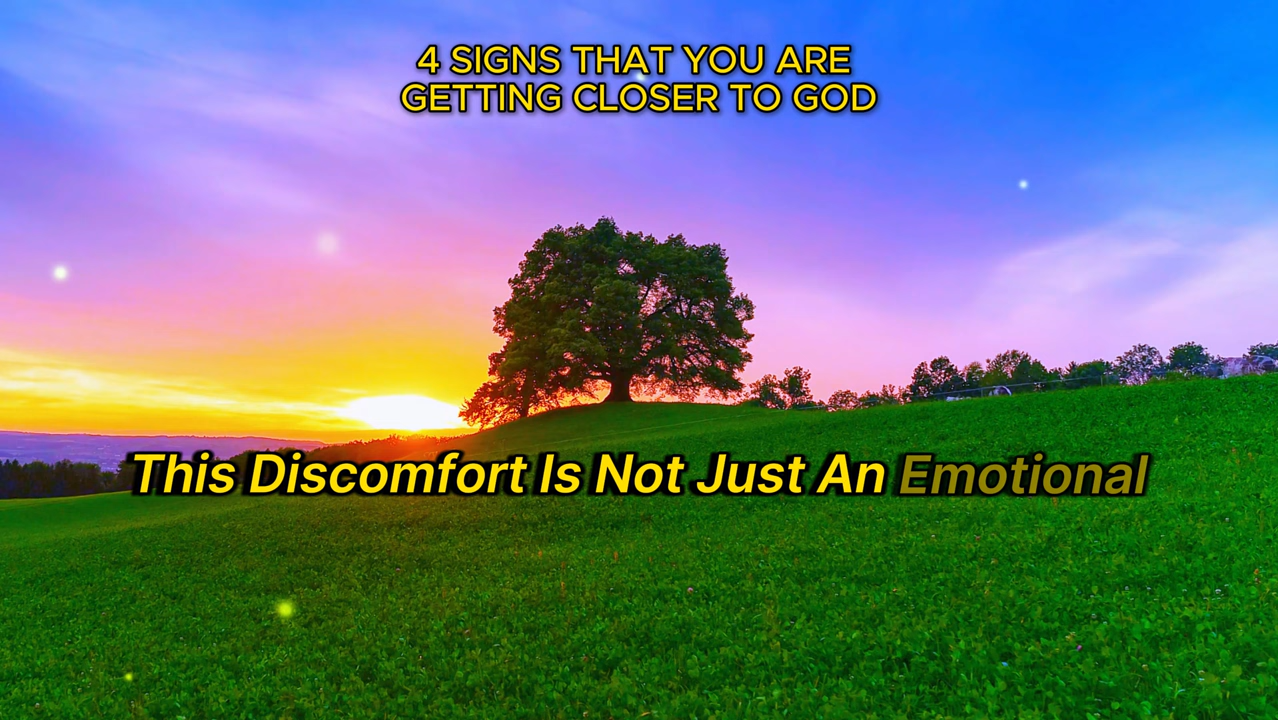 4 SIGNS THAT YOU ARE
GETTING CLOSER TO GOD
This Discomfort Is Not Just An Emotional